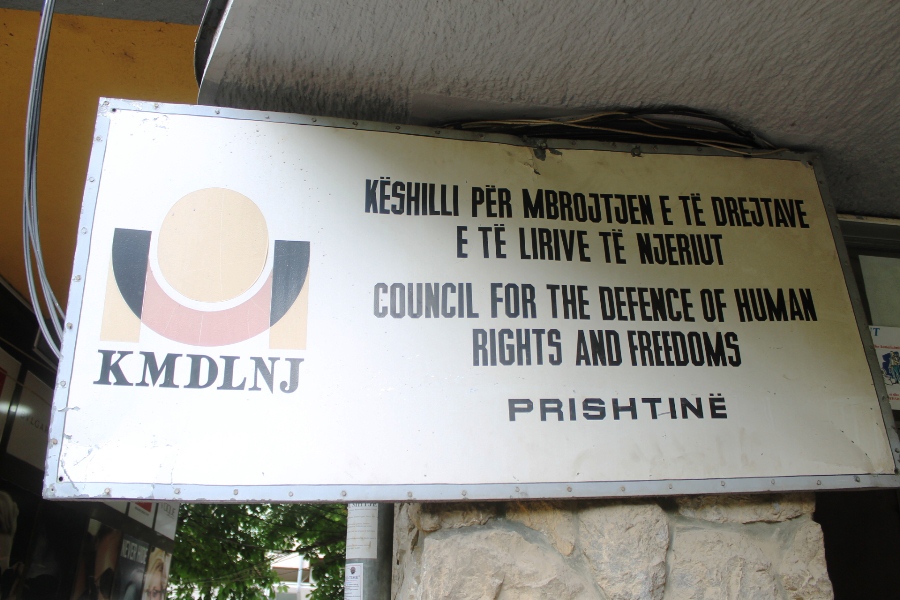 KËSHILLI PËR MBROJTJEN E TË DREJTAVE
E TË LIRIVE TË NJERIUT
COUNCIL FOR THE DEFENCE OF HUMAN
RIGHTS AND FREEDOMS
PRISHTINË
KMDLNJ